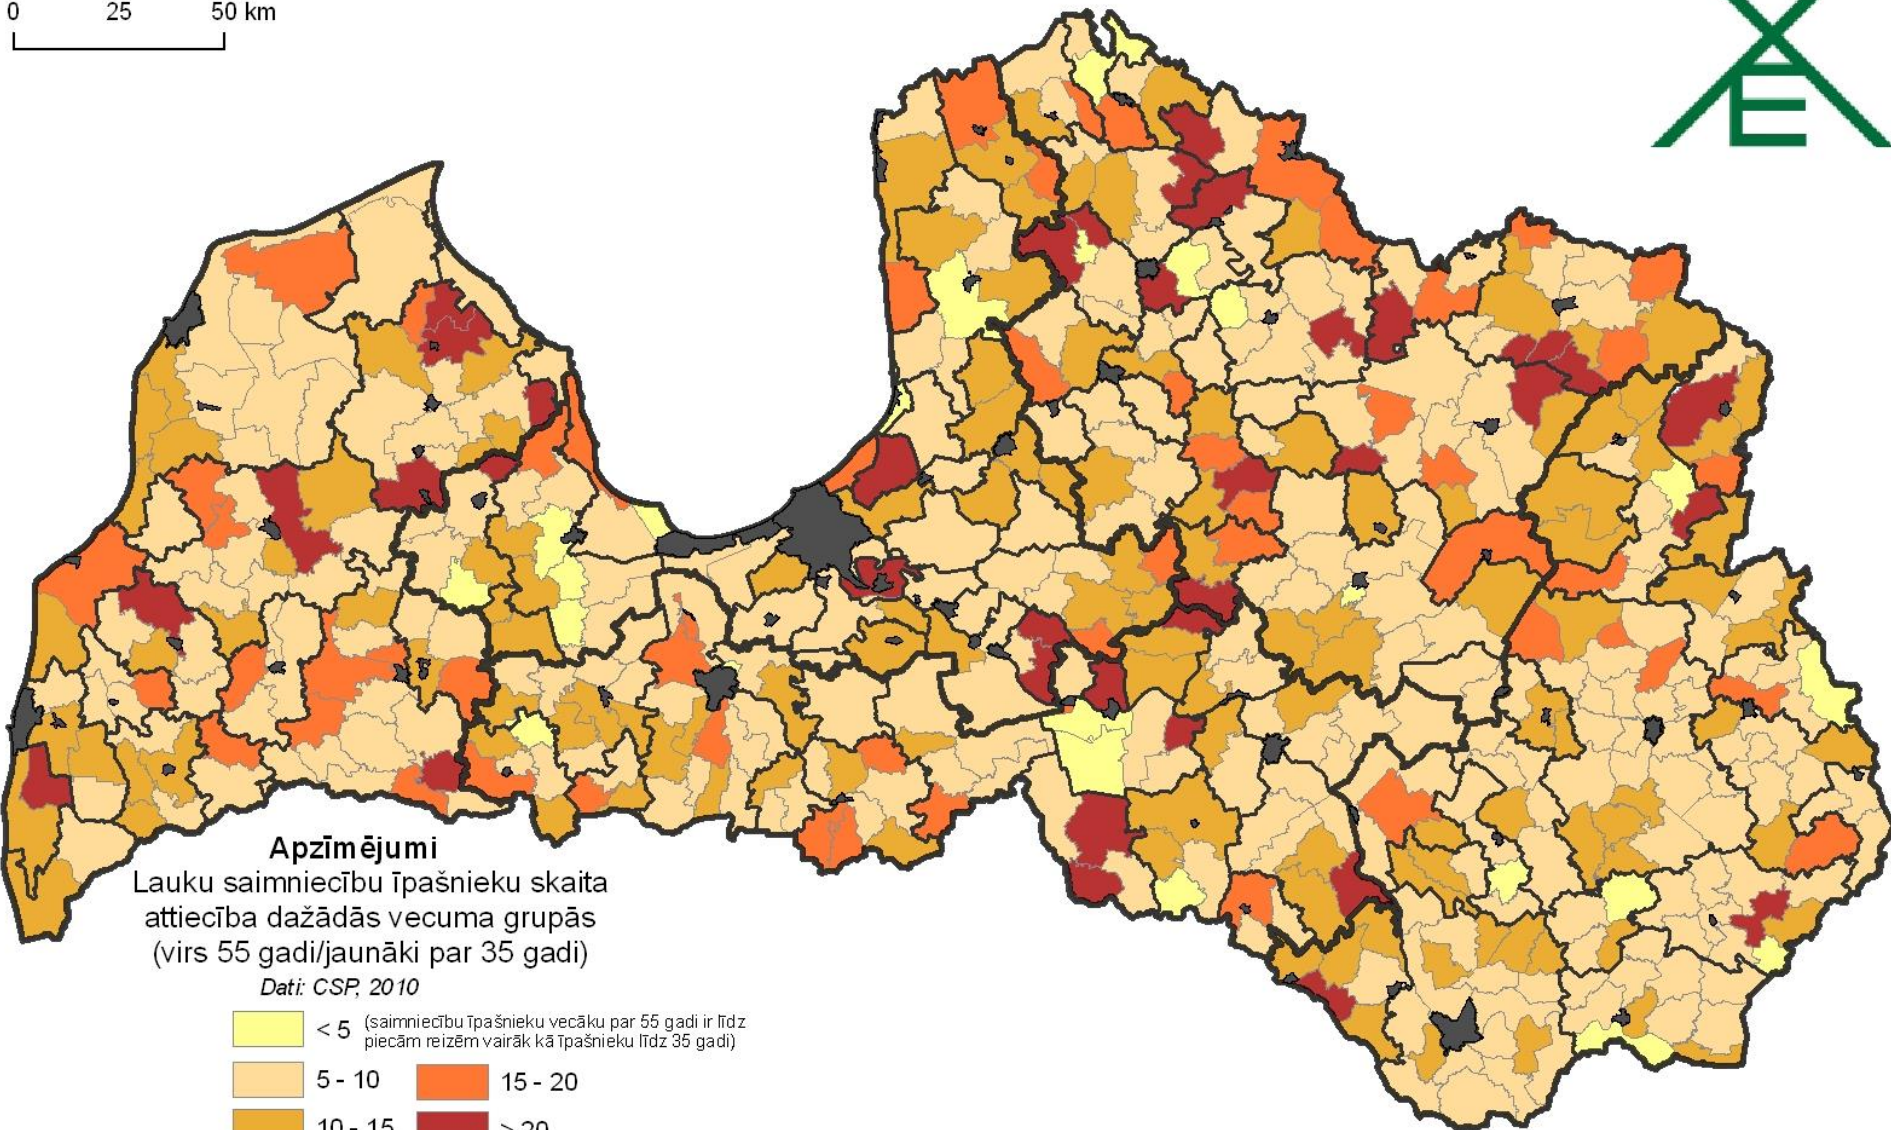 0 25 50 km
Apzīmējumi
Lauku saimniecību īpašnieku skaita
attiecība dažādās vecuma grupās
(virs 55 gadi/jaunāki par 35 gadi)
Dati: CSP, 2010
< 5 (saimniecību īpašnieku vecāku par 55 gadi ir līdz
piecām reizēm vairāk kā īpašnieku līdz 35 gadi)
5 - 10 15 - 20
10 - 15 > 20